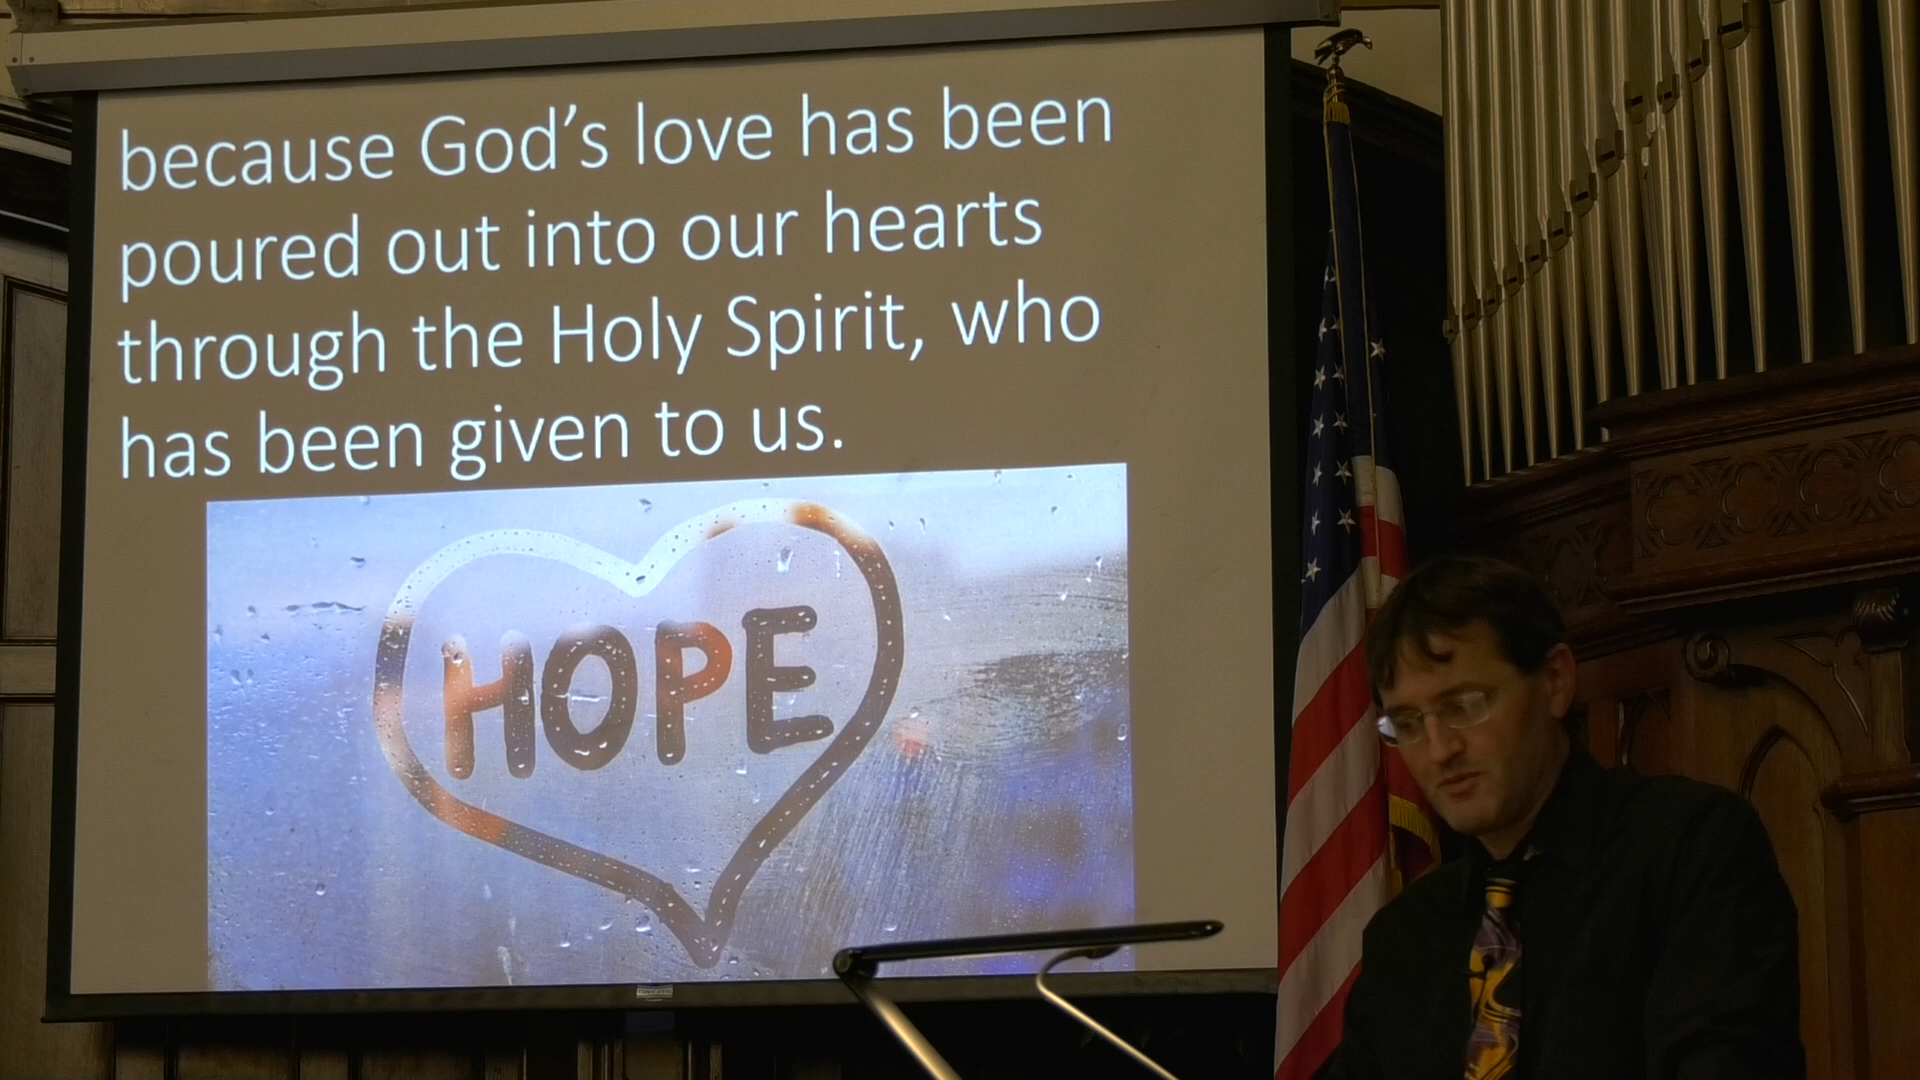 because God’s love has been
poured out into our hearts
through the Holy Spirit, who
has been given to us.
HOPE